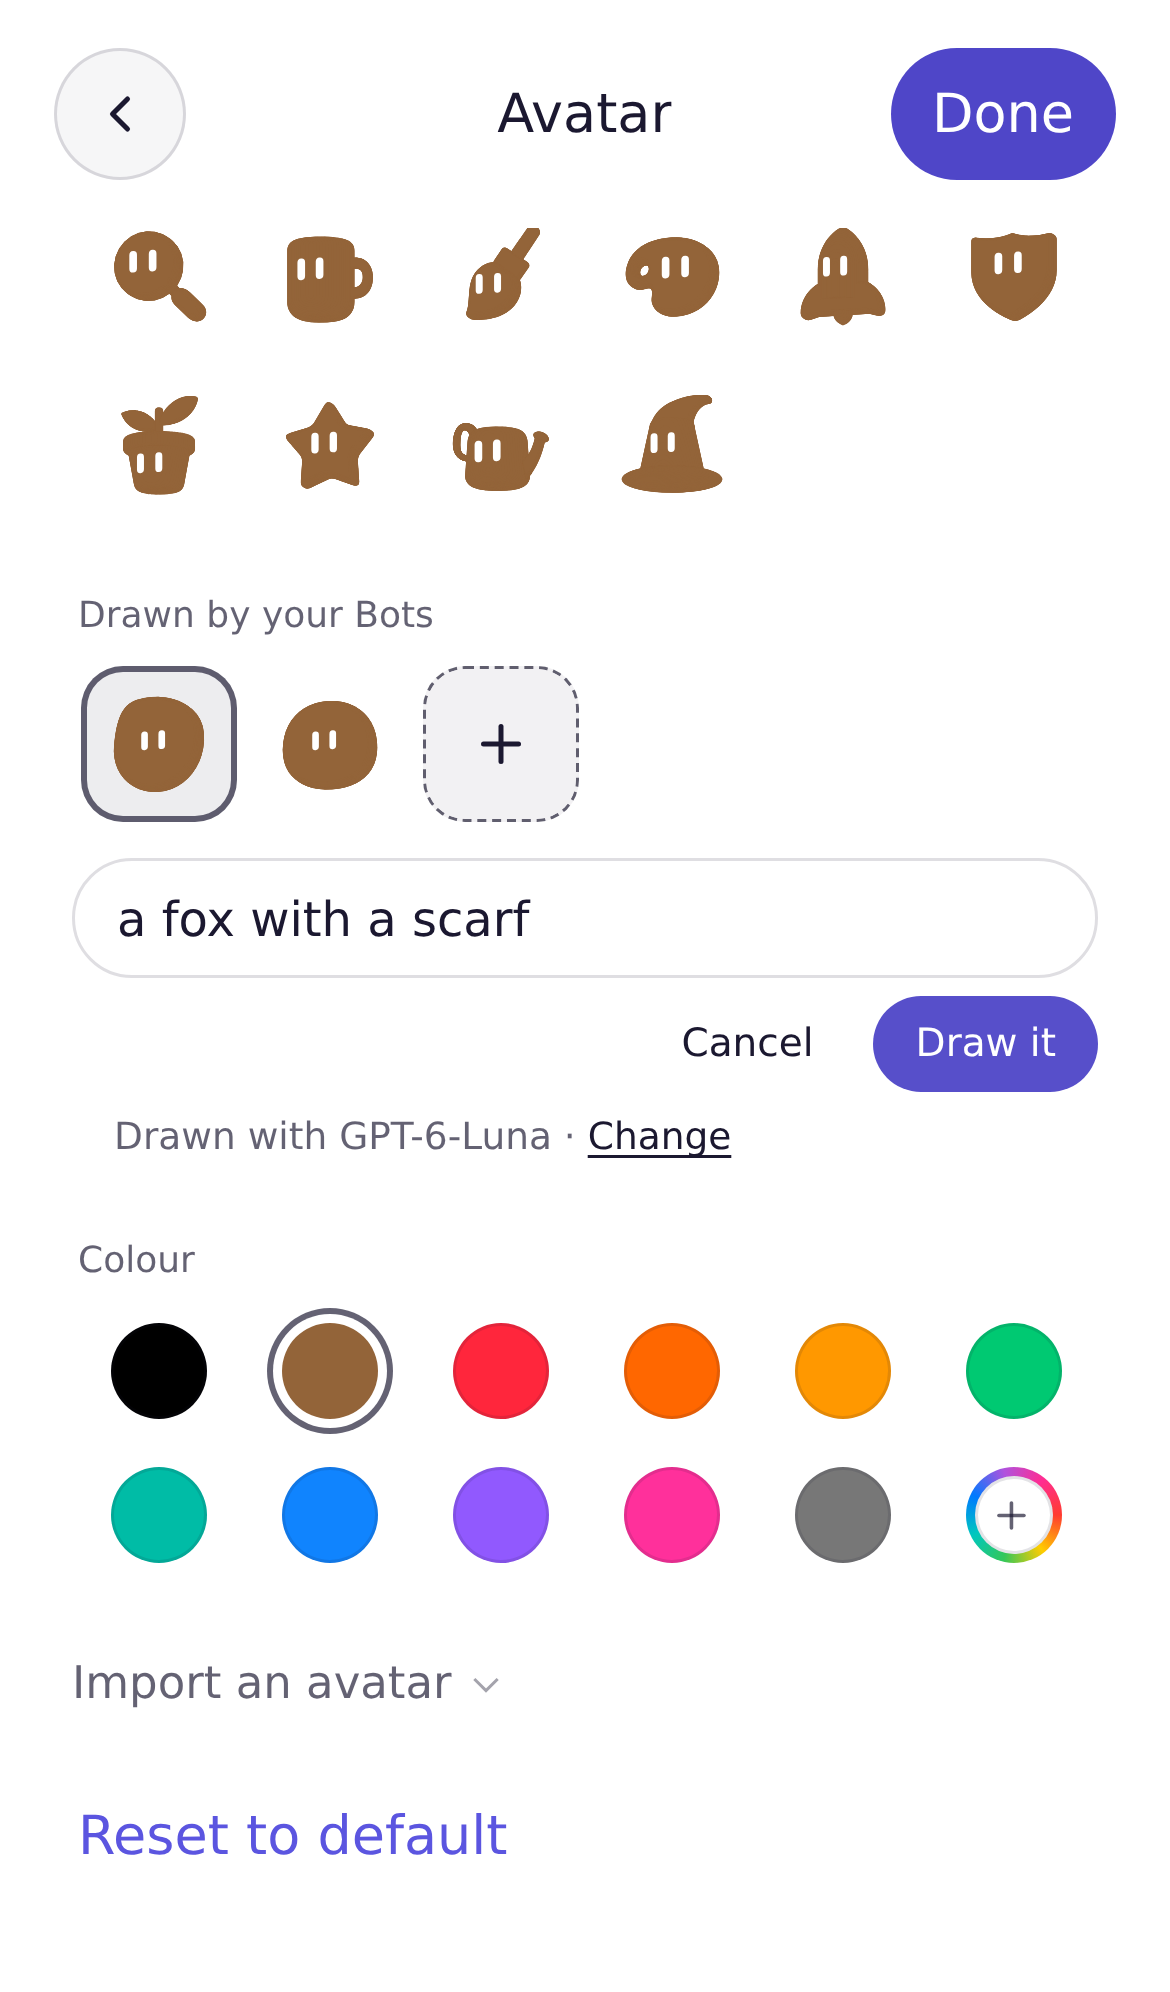 Avatar
Done
Drawn by your Bots
a fox with a scarf
Cancel
Draw it
Drawn with GPT-6-Luna · Change
Colour
Import an avatar
Reset to default